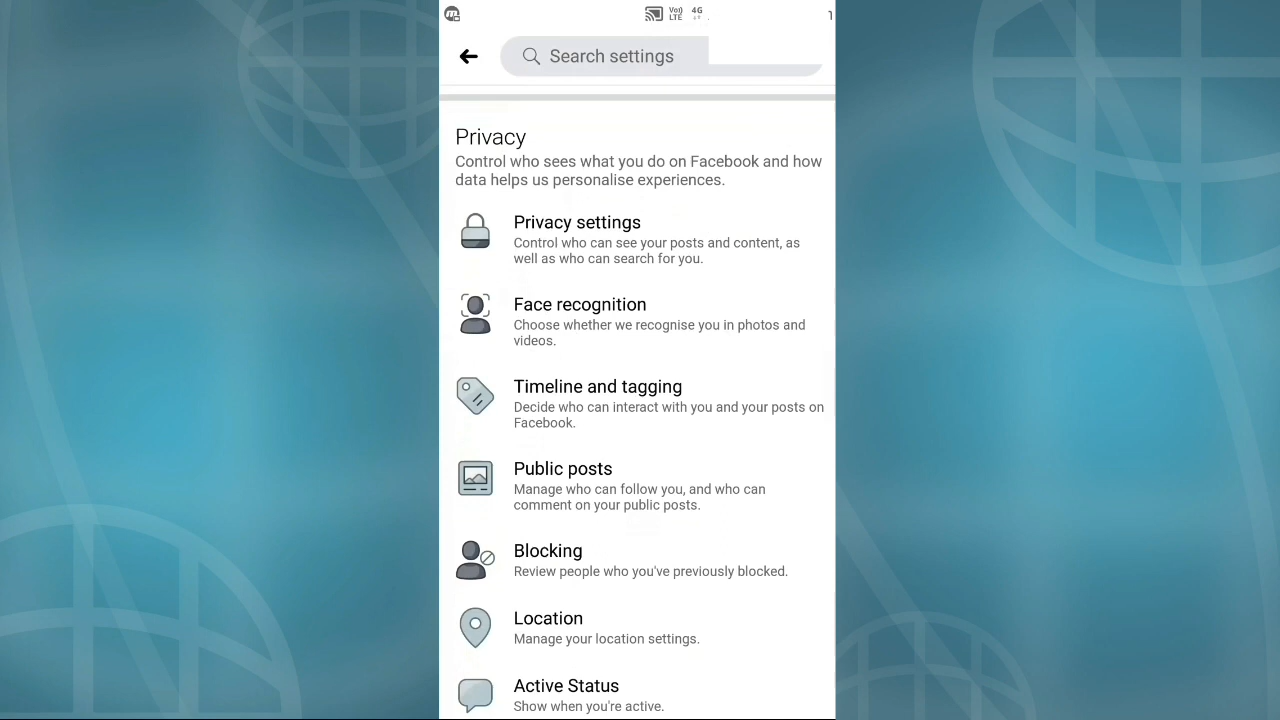 Vo))
LTE
4G
Search settings
Privacy
Control who sees what you do on Facebook and how
data helps us personalise experiences.
Privacy settings
Control who can see your posts and content, as
well as who can search for you.
Face recognition
Choose whether we recognise you in photos and
videos.
Timeline and tagging
Decide who can interact with you and your posts on
Facebook.
Public posts
Manage who can follow you, and who can
comment on your public posts.
Blocking
Review people who you've previously blocked.
Location
Manage your location settings.
Active Status
Show when you're active.